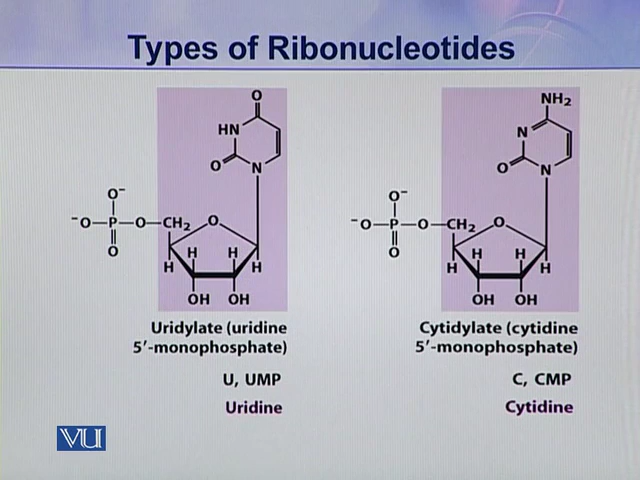 Types of Ribonucleotides
O
HN
O
N
O⁻
⁻O—P—O—CH₂
O
O
H
H
H
H
OH
OH
NH₂
N
O
N
O⁻
⁻O—P—O—CH₂
O
O
H
H
H
H
OH
OH
Uridylate (uridine
5′-monophosphate)
U, UMP
Uridine
Cytidylate (cytidine
5′-monophosphate)
C, CMP
Cytidine
VU